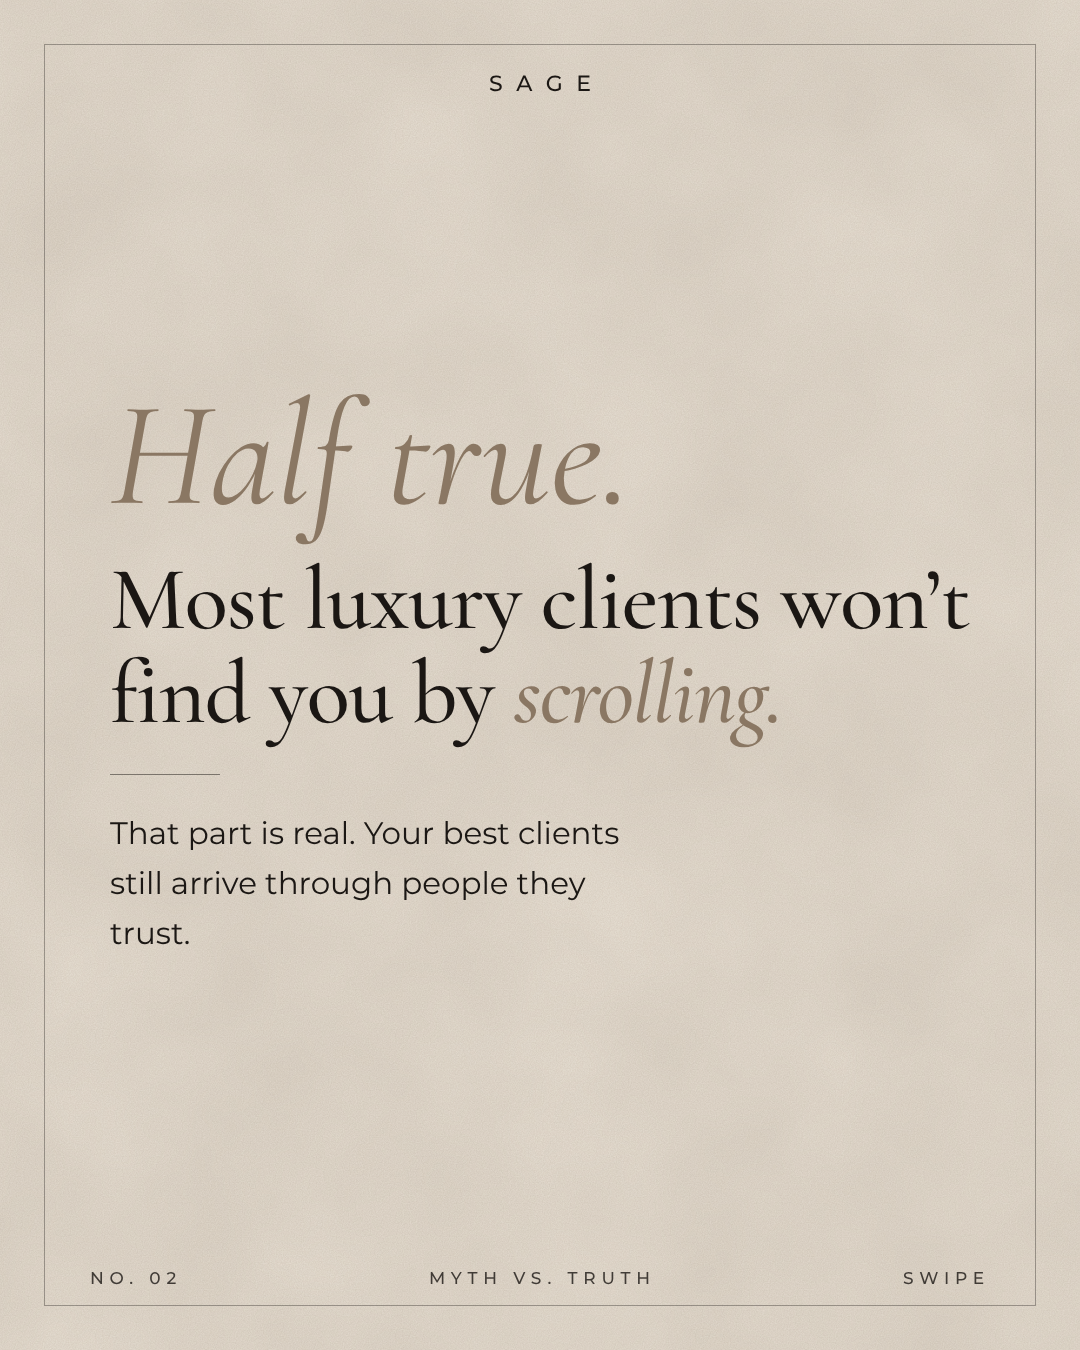 SAGE
Half true.
Most luxury clients won’t
find you by scrolling.
That part is real. Your best clients
still arrive through people they
trust.
NO. 02
MYTH VS. TRUTH
SWIPE